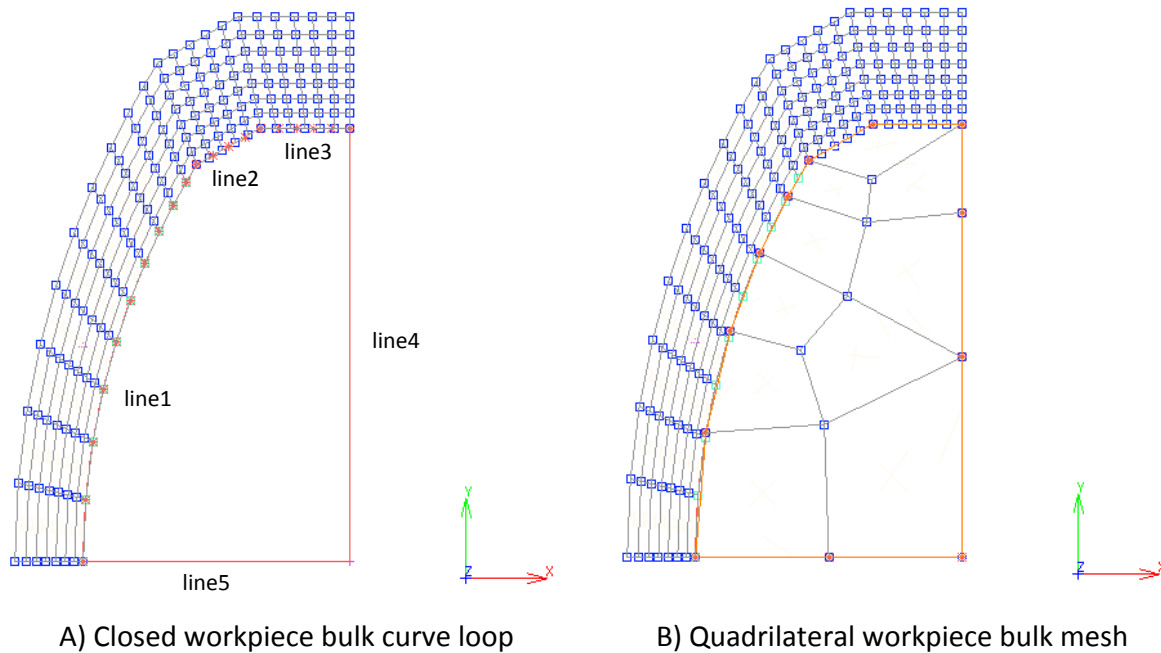 line3
line2
line4
line1
line5
Y
Z
X
Y
Z
X
A) Closed workpiece bulk curve loop
B) Quadrilateral workpiece bulk mesh